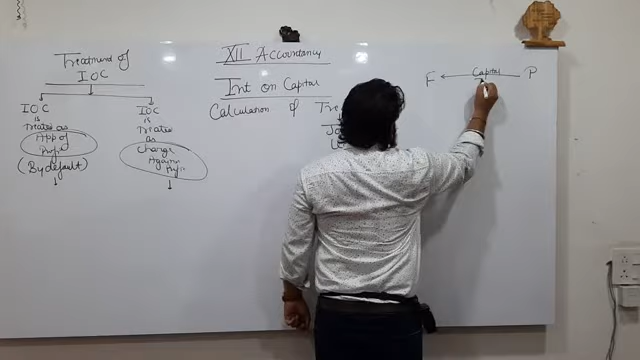 Treatment of
IOC
IOC
is
Treated as
App of
Profit
(By default)
IOC
is
Treated
as
Charge
Against
Profit
XII Accountancy
Int on Capital
Calculation of Tre
F
Capital
P